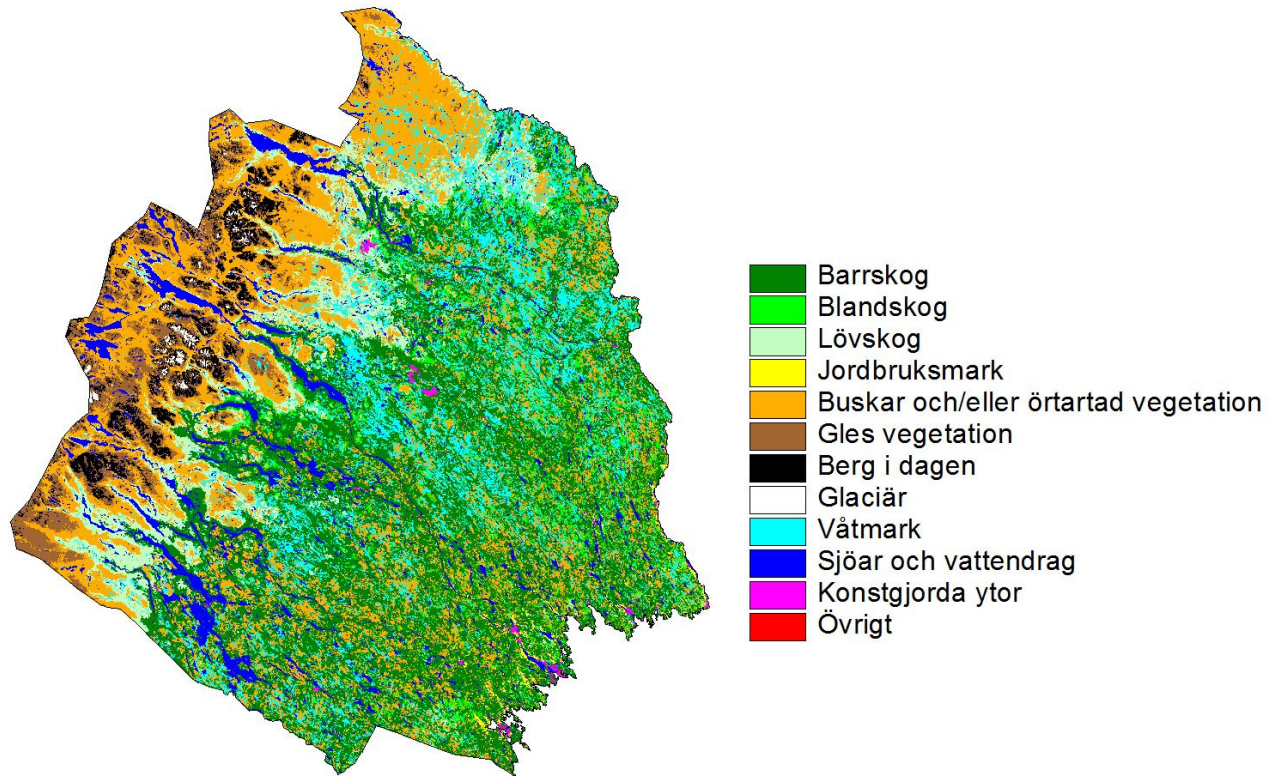 Barrskog
Blandskog
Lövskog
Jordbruksmark
Buskar och/eller örtartad vegetation
Gles vegetation
Berg i dagen
Glaciär
Våtmark
Sjöar och vattendrag
Konstgjorda ytor
Övrigt